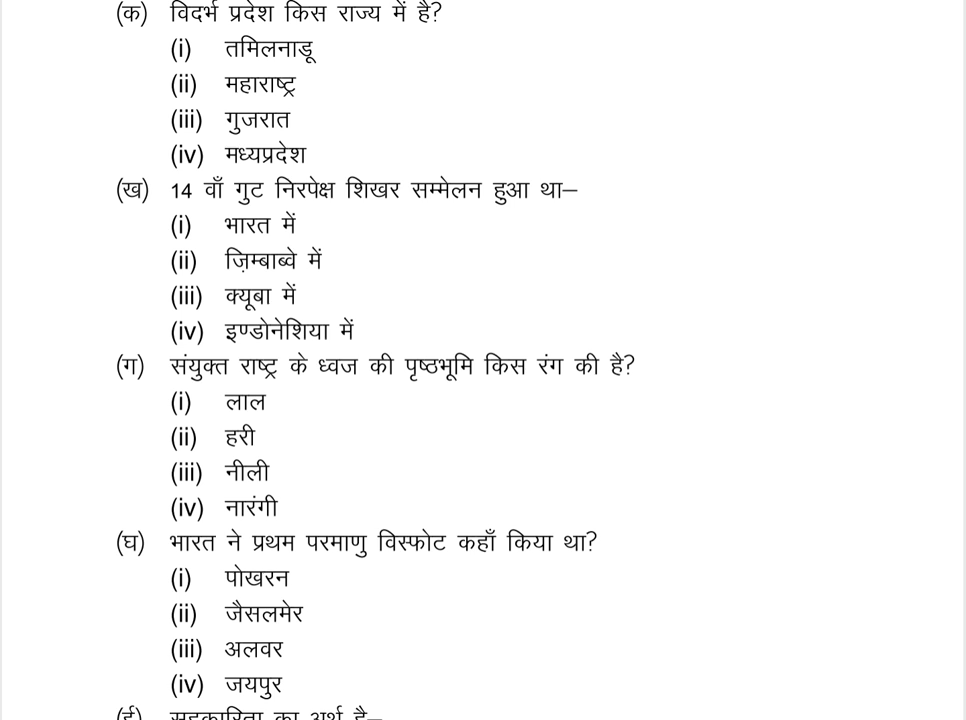 (क) विदर्भ प्रदेश किस राज्य में है?
(i) तमिलनाडू
(ii) महाराष्ट्र
(iii) गुजरात
(iv) मध्यप्रदेश
(ख) 14 वाँ गुट निरपेक्ष शिखर सम्मेलन हुआ था–
(i) भारत में
(ii) ज़िम्बाब्वे में
(iii) क्यूबा में
(iv) इण्डोनेशिया में
(ग) संयुक्त राष्ट्र के ध्वज की पृष्ठभूमि किस रंग की है?
(i) लाल
(ii) हरी
(iii) नीली
(iv) नारंगी
(घ) भारत ने प्रथम परमाणु विस्फोट कहाँ किया था?
(i) पोखरन
(ii) जैसलमेर
(iii) अलवर
(iv) जयपुर
(ई) सहकारिता का अर्थ है–